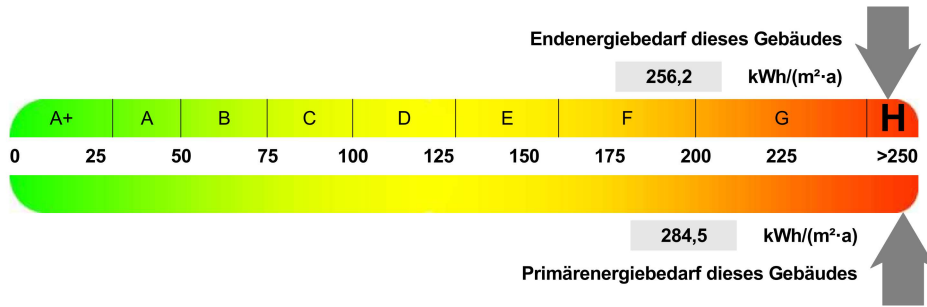 Endenergiebedarf dieses Gebäudes
256,2 kWh/(m²·a)
A+ A B C D E F G H
0 25 50 75 100 125 150 175 200 225 >250
284,5 kWh/(m²·a)
Primärenergiebedarf dieses Gebäudes